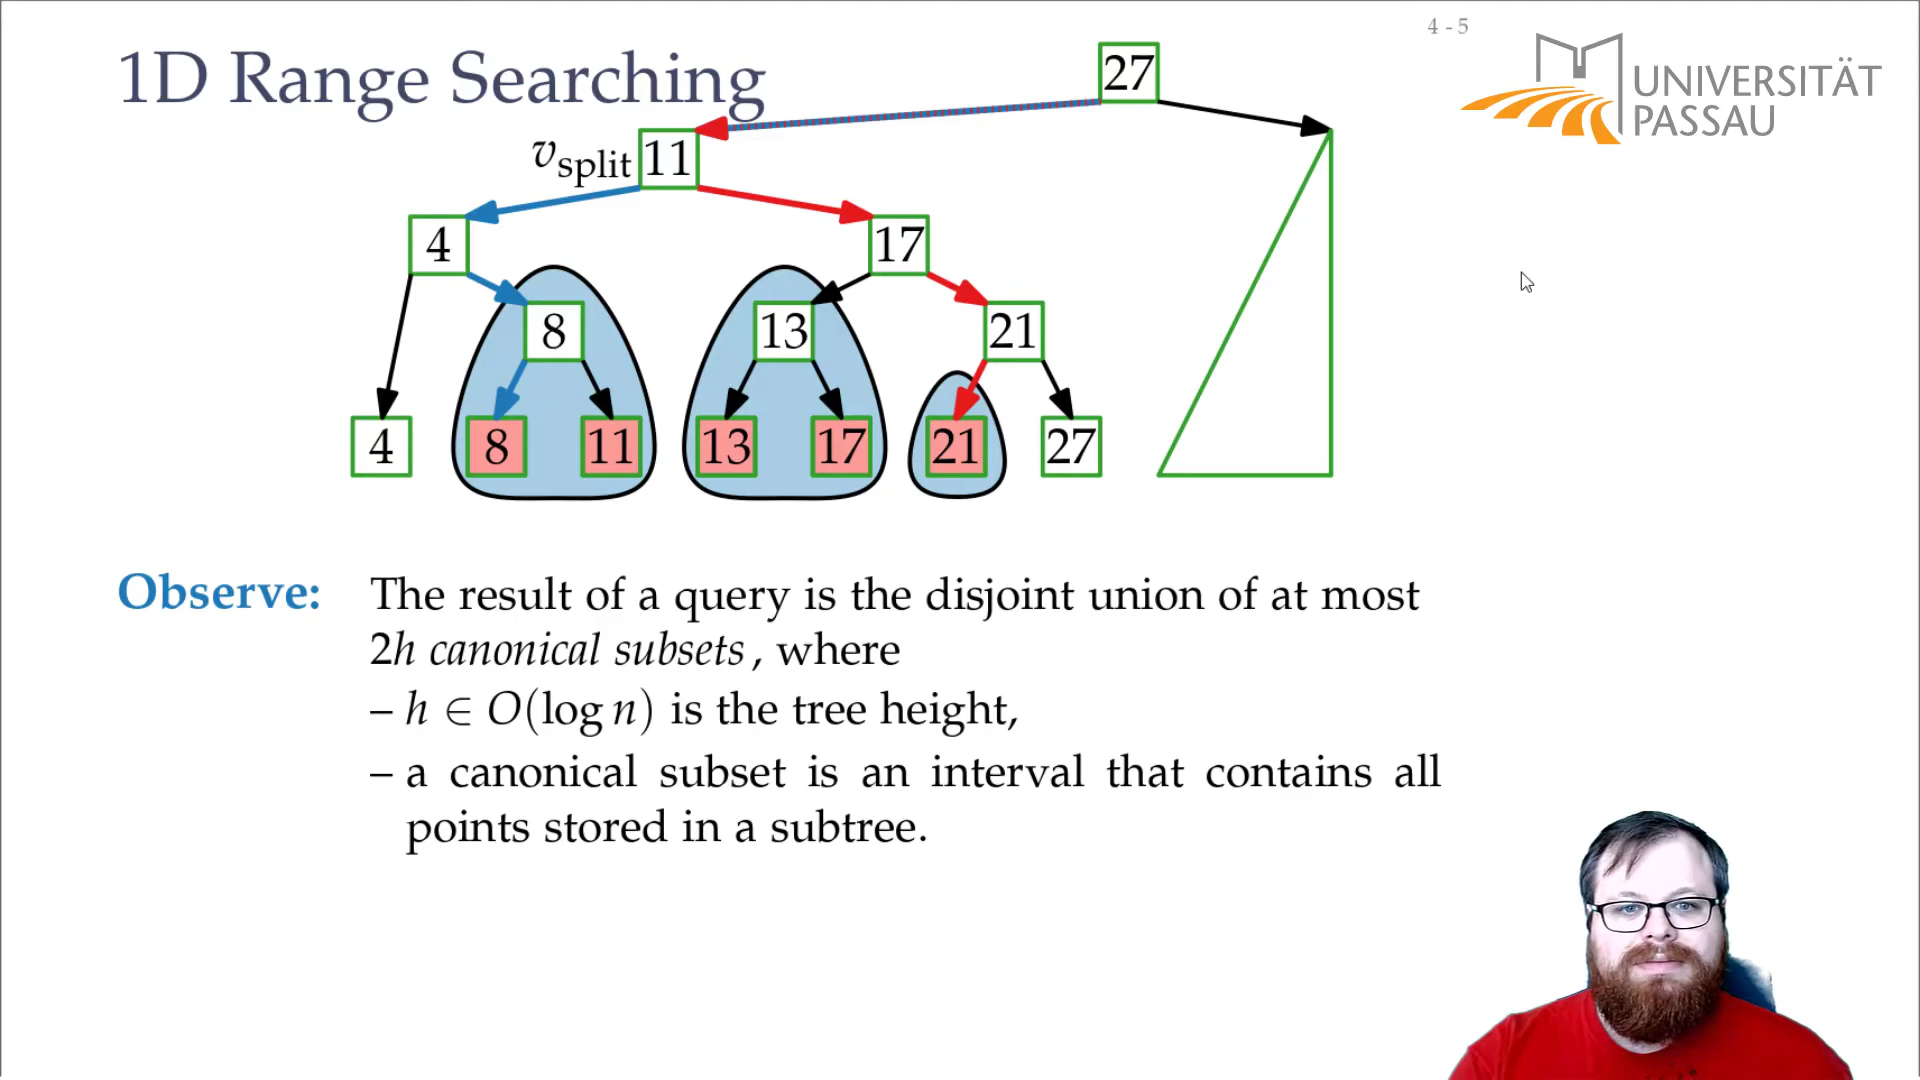 4 - 5
1D Range Searching
27
UNIVERSITÄT
PASSAU
vsplit 11
4 17
8 13 21
4 8 11 13 17 21 27
Observe: The result of a query is the disjoint union of at most
2h canonical subsets, where
– h ∈ O(log n) is the tree height,
– a canonical subset is an interval that contains all
points stored in a subtree.